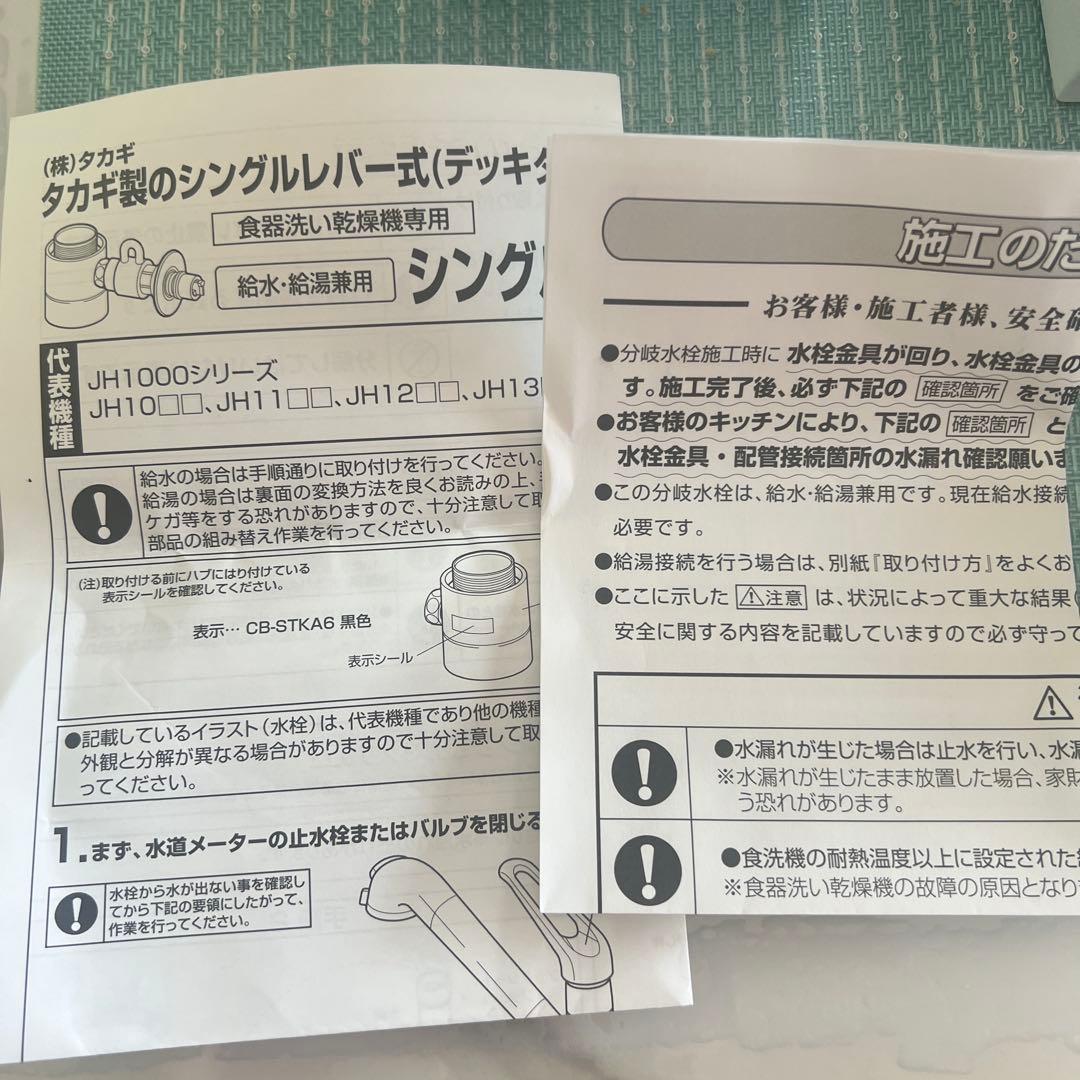 (株)タカギ
タカギ製のシングルレバー式(デッキタ
食器洗い乾燥機専用
給水・給湯兼用
シング
代表機種
JH1000シリーズ
JH10□□、JH11□□、JH12□□、JH13
給水の場合は手順通りに取り付けを行ってください。
給湯の場合は裏面の変換方法を良くお読みの上、
ケガ等をする恐れがありますので、十分注意して取
部品の組み替え作業を行ってください。
(注)取り付ける前にハブにはり付けている
表示シールを確認してください。
表示… CB-STKA6 黒色
表示シール
●記載しているイラスト(水栓)は、代表機種であり他の機種
外観と分解が異なる場合がありますので十分注意して取
ってください。
1.まず、水道メーターの止水栓またはバルブを閉じる
水栓から水が出ない事を確認し
てから下記の要領にしたがって、
作業を行ってください。
施工のた
お客様・施工者様、安全確
●分岐水栓施工時に 水栓金具が回り、水栓金具の
す。施工完了後、必ず下記の 確認箇所 をご確
●お客様のキッチンにより、下記の 確認箇所 と
水栓金具・配管接続箇所の水漏れ確認願いま
●この分岐水栓は、給水・給湯兼用です。現在給水接続
必要です。
●給湯接続を行う場合は、別紙『取り付け方』をよくお
●ここに示した ⚠注意 は、状況によって重大な結果
安全に関する内容を記載していますので必ず守って
⚠
●水漏れが生じた場合は止水を行い、水漏
※水漏れが生じたまま放置した場合、家財
う恐れがあります。
●食洗機の耐熱温度以上に設定された
※食器洗い乾燥機の故障の原因となり